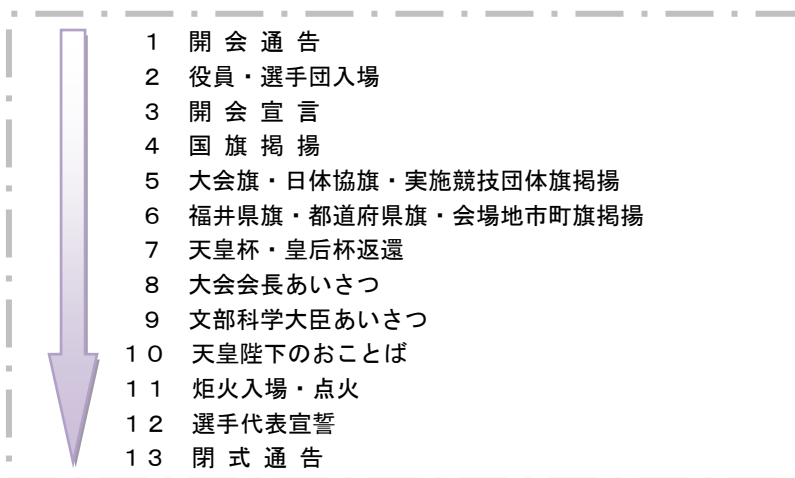 １　開 会 通 告
２　役員・選手団入場
３　開 会 宣 言
４　国 旗 掲 揚
５　大会旗・日体協旗・実施競技団体旗掲揚
６　福井県旗・都道府県旗・会場地市町旗掲揚
７　天皇杯・皇后杯返還
８　大会会長あいさつ
９　文部科学大臣あいさつ
１０　天皇陛下のおことば
１１　炬火入場・点火
１２　選手代表宣誓
１３　閉 式 通 告